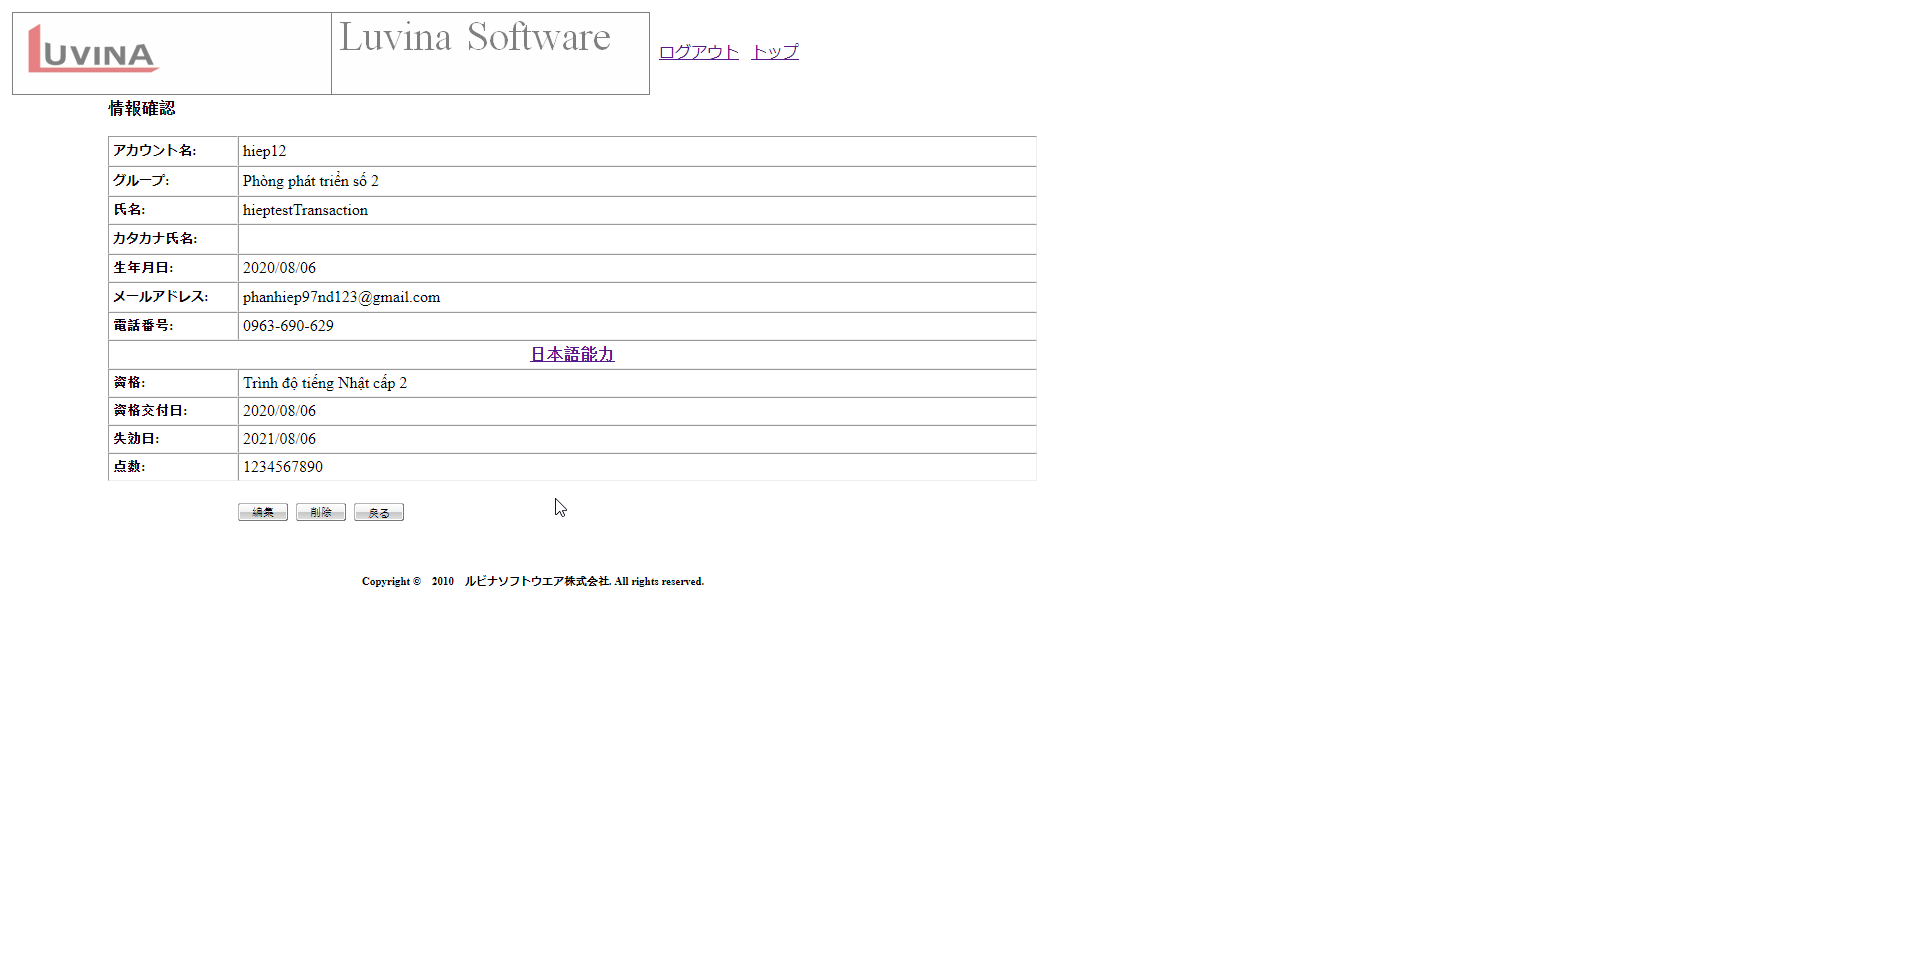 LUVINA
Luvina Software
ログアウト トップ
情報確認
アカウント名: hiep12
グループ: Phòng phát triển số 2
氏名: hieptestTransaction
カタカナ氏名:
生年月日: 2020/08/06
メールアドレス: phanhiep97nd123@gmail.com
電話番号: 0963-690-629
日本語能力
資格: Trình độ tiếng Nhật cấp 2
資格交付日: 2020/08/06
失効日: 2021/08/06
点数: 1234567890
編集 削除 戻る
Copyright © 2010 ルビナソフトウエア株式会社. All rights reserved.